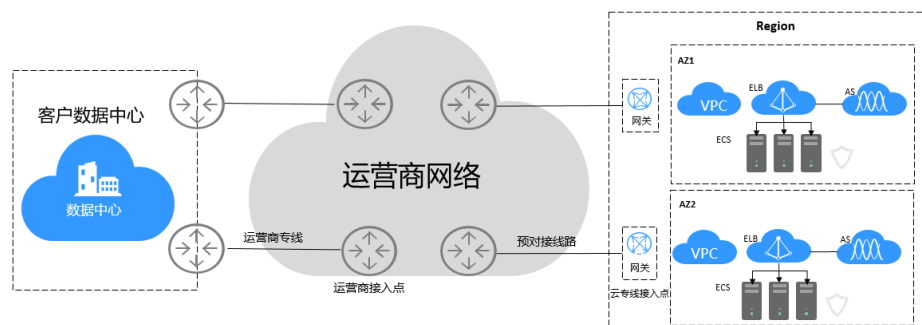 Region
AZ1
客户数据中心
数据中心
运营商网络
网关
VPC
ELB
AS
ECS
AZ2
运营商专线
预对接线路
网关
VPC
ELB
AS
ECS
运营商接入点
云专线接入点